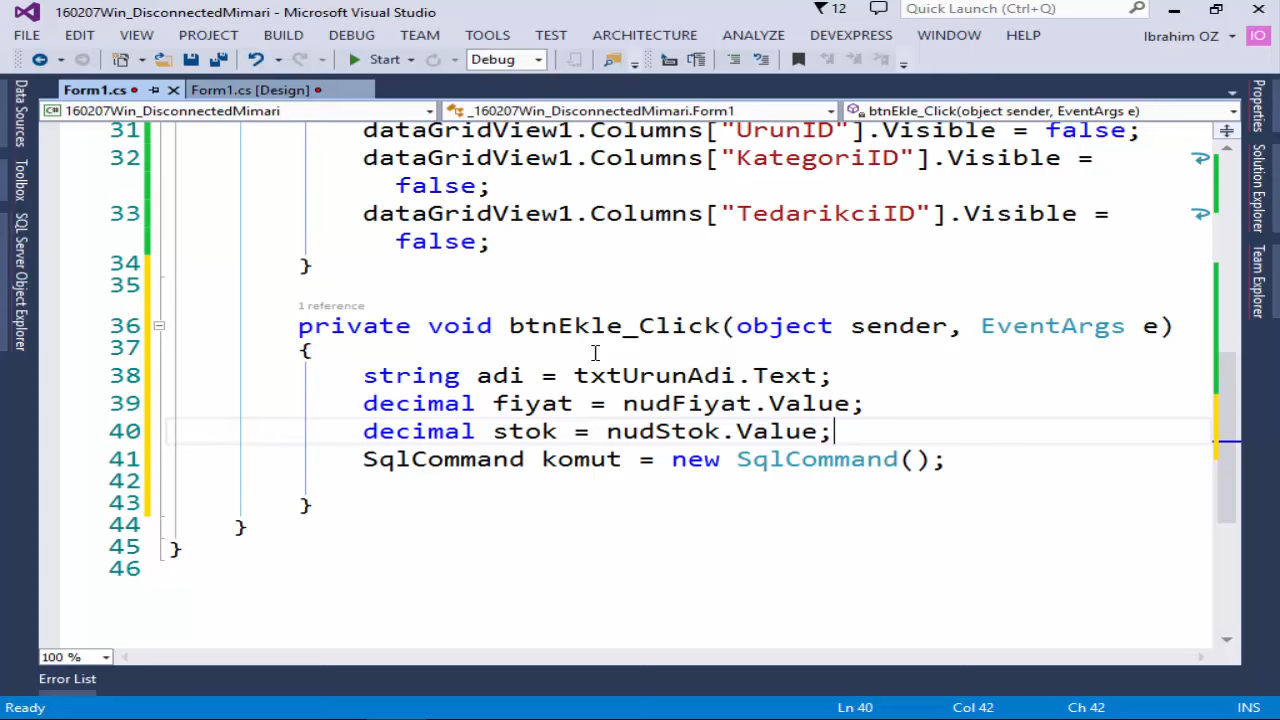 160207Win_DisconnectedMimari - Microsoft Visual Studio
12
Quick Launch (Ctrl+Q)
FILE EDIT VIEW PROJECT BUILD DEBUG TEAM TOOLS TEST ARCHITECTURE ANALYZE DEVEXPRESS WINDOW HELP
Ibrahim OZ
IO
Start
Debug
Form1.cs
Form1.cs [Design]
160207Win_DisconnectedMimari
_160207Win_DisconnectedMimari.Form1
btnEkle_Click(object sender, EventArgs e)
Data Sources
Toolbox
SQL Server Object Explorer
31 dataGridView1.Columns["UrunID"].Visible = false;
32 dataGridView1.Columns["KategoriID"].Visible =
false;
33 dataGridView1.Columns["TedarikciID"].Visible =
false;
34 }
35
1 reference
36 private void btnEkle_Click(object sender, EventArgs e)
37 {
38 string adi = txtUrunAdi.Text;
39 decimal fiyat = nudFiyat.Value;
40 decimal stok = nudStok.Value;
41 SqlCommand komut = new SqlCommand();
42
43 }
44 }
45 }
46
Properties
Solution Explorer
Team Explorer
100 %
Error List
Ready
Ln 40
Col 42
Ch 42
INS